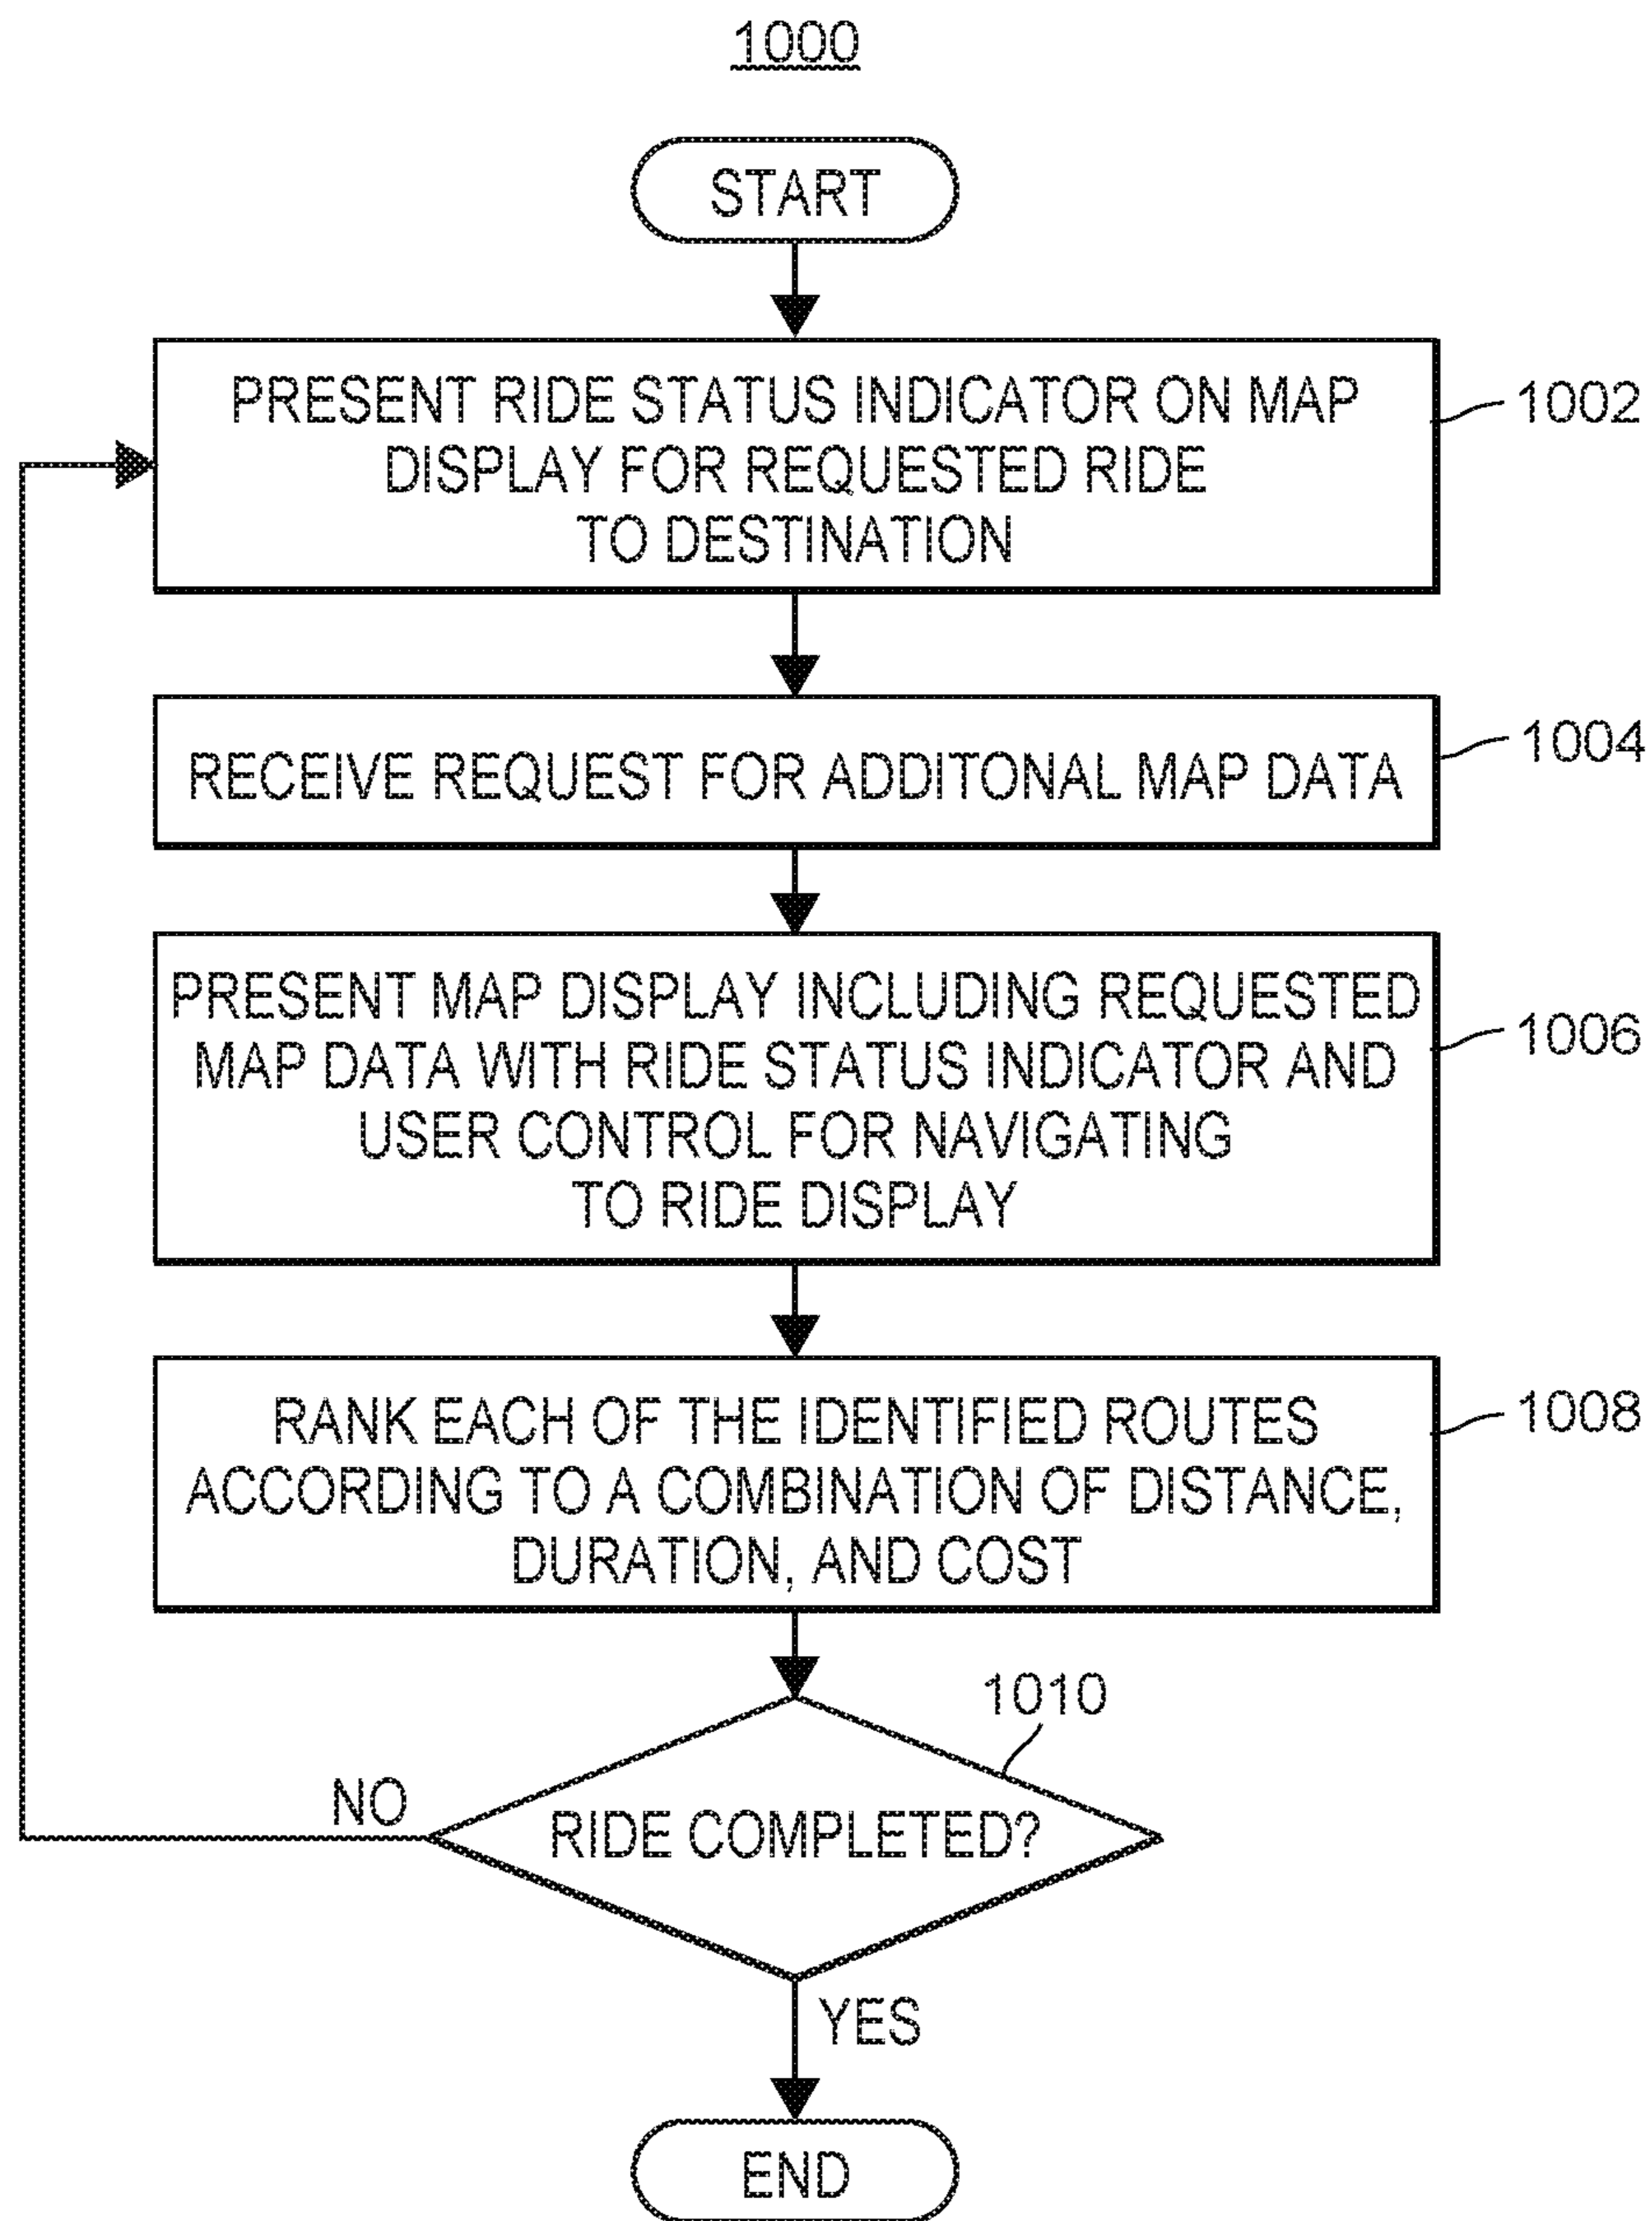 1000
START
PRESENT RIDE STATUS INDICATOR ON MAP
DISPLAY FOR REQUESTED RIDE
TO DESTINATION
1002
RECEIVE REQUEST FOR ADDITONAL MAP DATA
1004
PRESENT MAP DISPLAY INCLUDING REQUESTED
MAP DATA WITH RIDE STATUS INDICATOR AND
USER CONTROL FOR NAVIGATING
TO RIDE DISPLAY
1006
RANK EACH OF THE IDENTIFIED ROUTES
ACCORDING TO A COMBINATION OF DISTANCE,
DURATION, AND COST
1008
1010
NO
RIDE COMPLETED?
YES
END